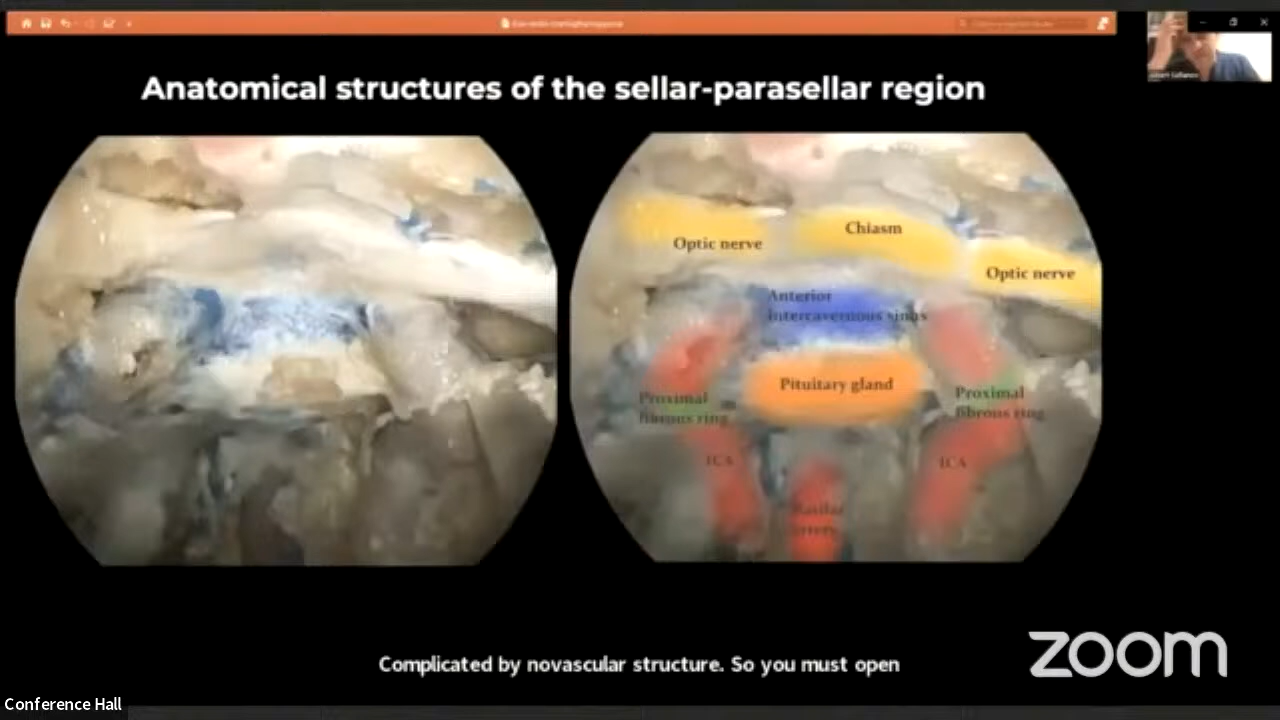 Anatomical structures of the sellar-parasellar region
Optic nerve
Chiasm
Optic nerve
Anterior
intercavernous sinus
Pituitary gland
Proximal
fibrous ring
Proximal
fibrous ring
ICA
ICA
Basilar
artery
Complicated by novascular structure. So you must open
zoom
Conference Hall